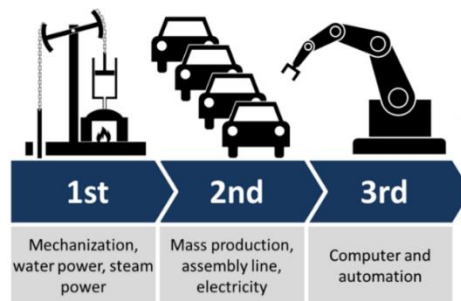 1st
2nd
3rd
Mechanization,
water power, steam
power
Mass production,
assembly line,
electricity
Computer and
automation